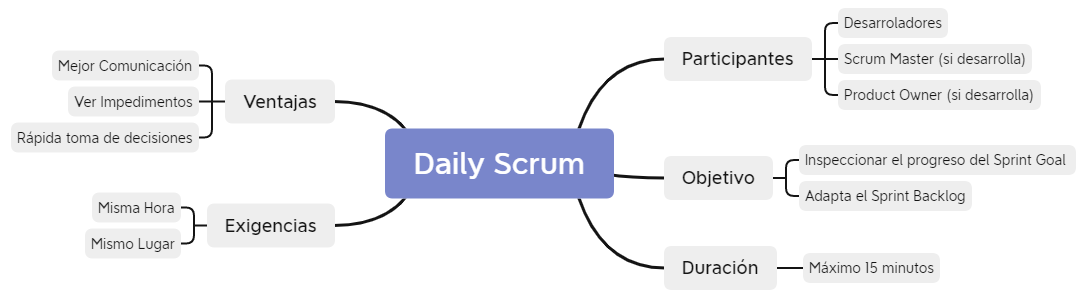 Daily Scrum
Participantes
Desarroladores
Scrum Master (si desarrolla)
Product Owner (si desarrolla)
Objetivo
Inspeccionar el progreso del Sprint Goal
Adapta el Sprint Backlog
Duración
Máximo 15 minutos
Ventajas
Mejor Comunicación
Ver Impedimentos
Rápida toma de decisiones
Exigencias
Misma Hora
Mismo Lugar